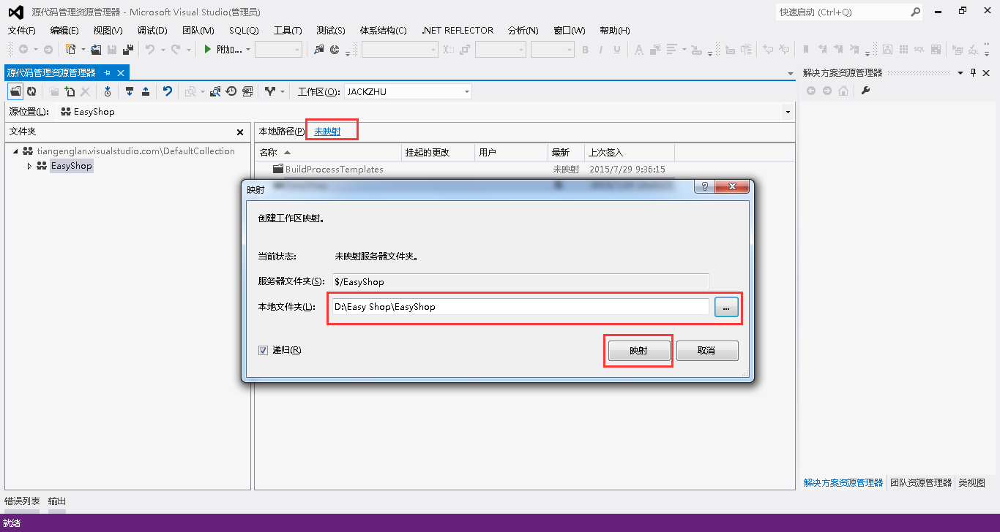 源代码管理资源管理器 - Microsoft Visual Studio(管理员)
快速启动 (Ctrl+Q)
文件(F) 编辑(E) 视图(V) 调试(D) 团队(M) SQL(Q) 工具(T) 测试(S) 体系结构(C) .NET REFLECTOR 分析(N) 窗口(W) 帮助(H)
附加...
源代码管理资源管理器
解决方案资源管理器
工作区(O): JACKZHU
源位置(L): EasyShop
文件夹
本地路径(P) 未映射
tiangenglan.visualstudio.com\DefaultCollection
EasyShop
名称 挂起的更改 用户 最新 上次签入
BuildProcessTemplates 未映射 2015/7/29 9:36:15
映射
创建工作区映射。
当前状态: 未映射服务器文件夹。
服务器文件夹(S): $/EasyShop
本地文件夹(L): D:\Easy Shop\EasyShop ...
递归(R)
映射 取消
解决方案资源管理器 团队资源管理器 类视图
错误列表 输出
就绪